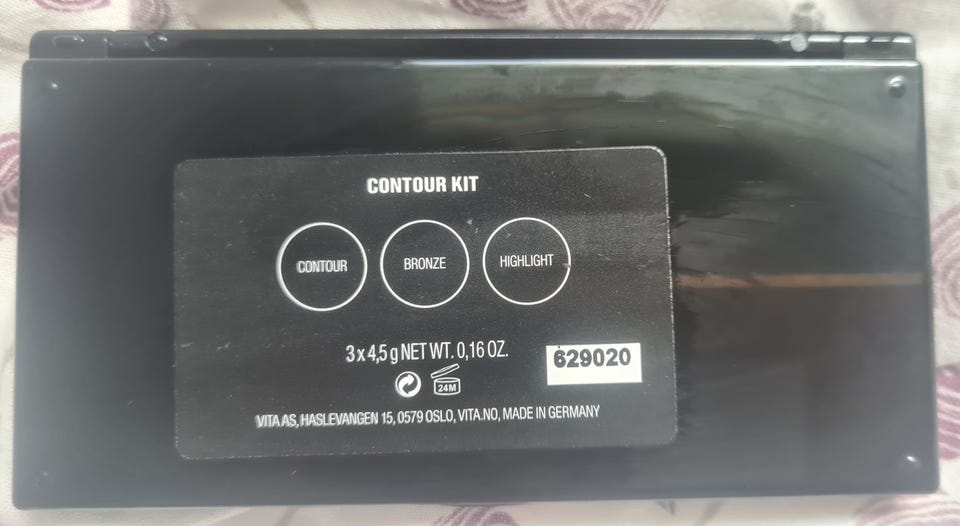 CONTOUR KIT
CONTOUR BRONZE HIGHLIGHT
3 x 4,5 g NET WT. 0,16 OZ.
629020
24M
VITA AS, HASLEVANGEN 15, 0579 OSLO, VITA.NO, MADE IN GERMANY